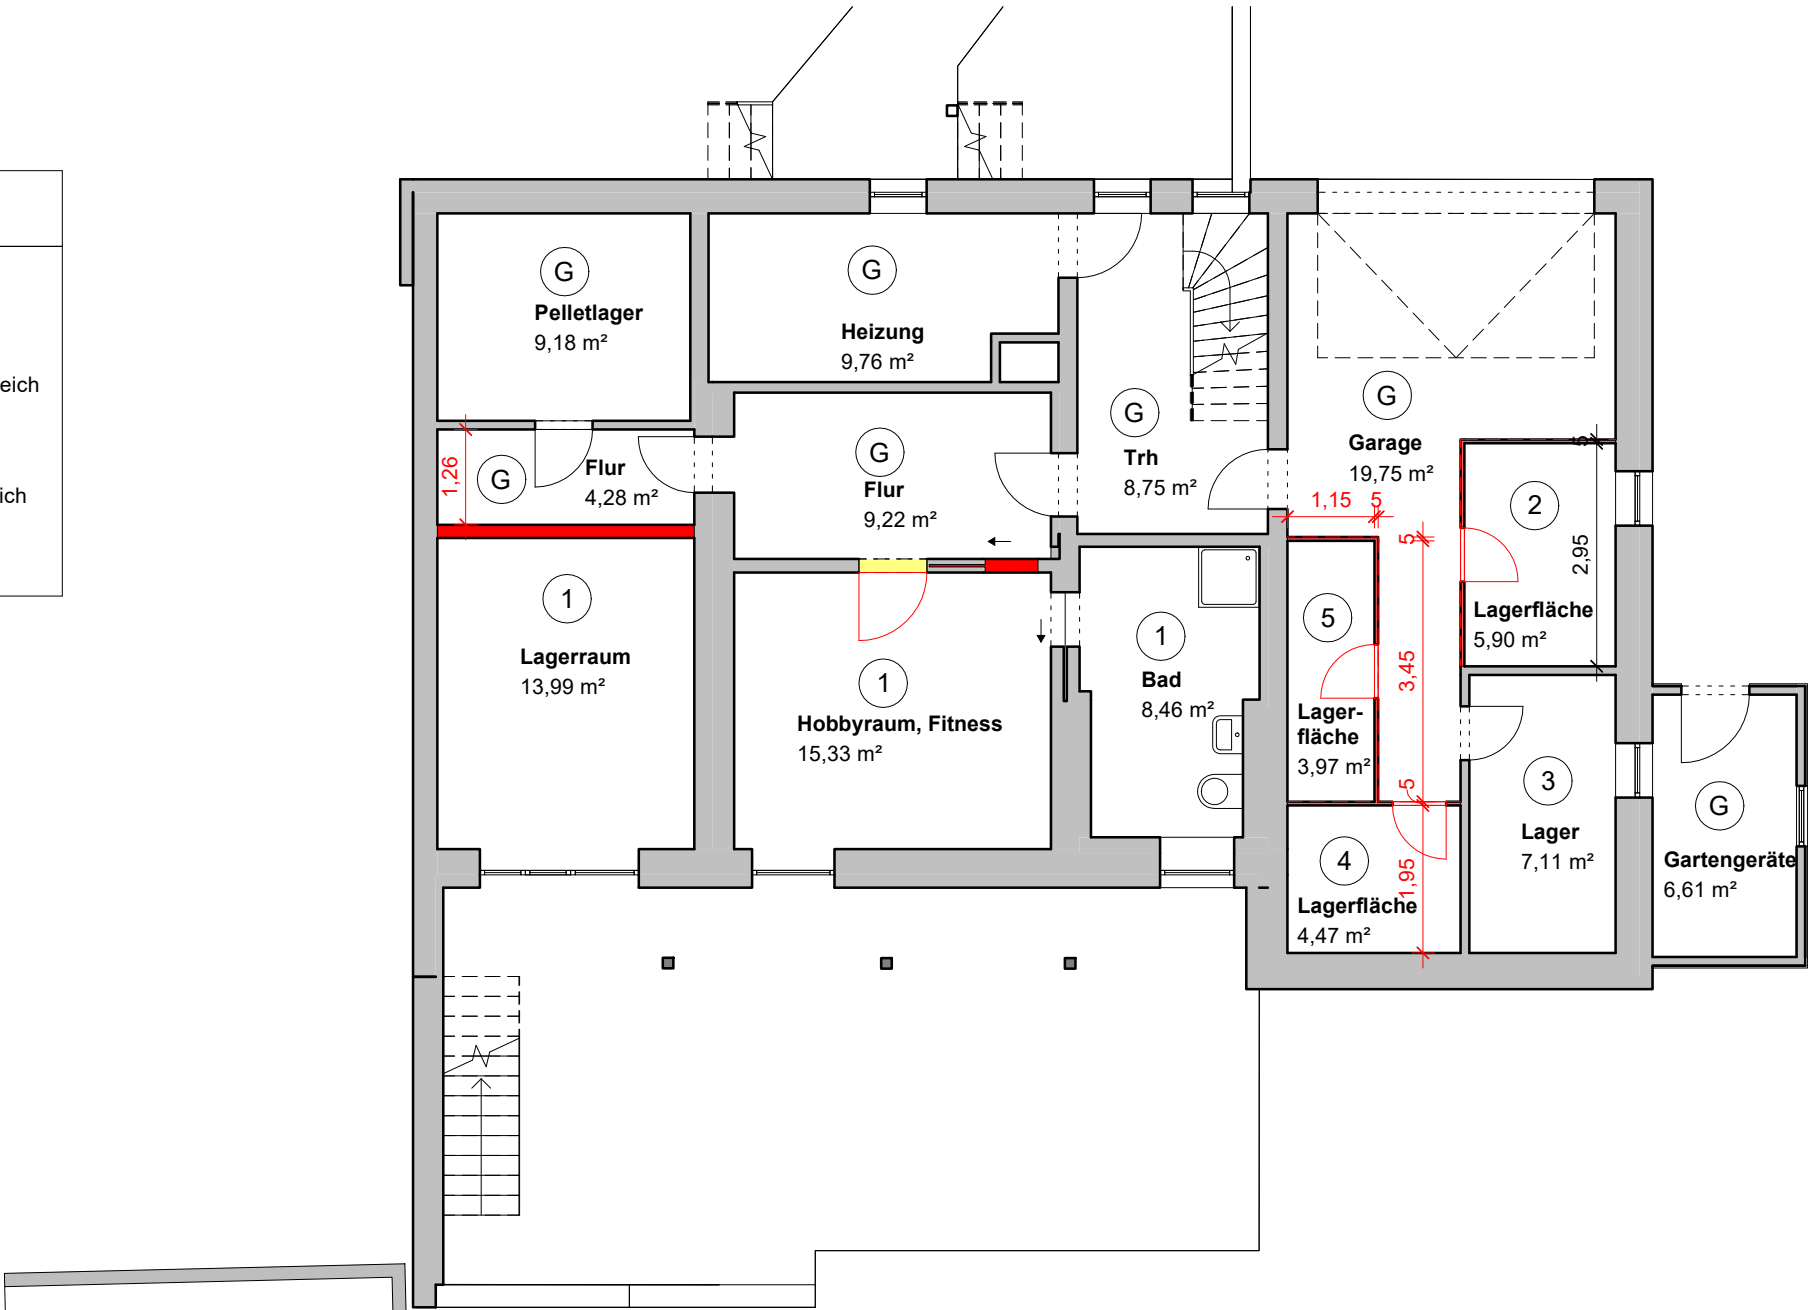 eich
ich
G
Pelletlager
9,18 m²
G
Heizung
9,76 m²
G
Flur
4,28 m²
1,26
G
Flur
9,22 m²
G
Trh
8,75 m²
G
Garage
19,75 m²
1,15
5
5
3,45
5
1,95
5
2,95
2
Lagerfläche
5,90 m²
1
Lagerraum
13,99 m²
1
Hobbyraum, Fitness
15,33 m²
1
Bad
8,46 m²
5
Lager-
fläche
3,97 m²
4
Lagerfläche
4,47 m²
3
Lager
7,11 m²
G
Gartengeräte
6,61 m²